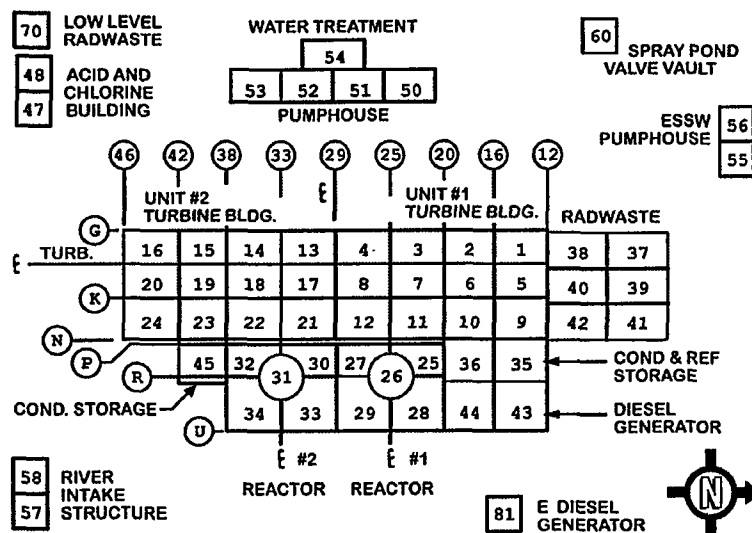 70 LOW LEVEL
RADWASTE
48 ACID AND
CHLORINE
47 BUILDING
WATER TREATMENT
54
53 52 51 50
PUMPHOUSE
60 SPRAY POND
VALVE VAULT
ESSW 56
PUMPHOUSE
55
46 42 38 33 29 25 20 16 12
UNIT #2
TURBINE BLDG.
UNIT #1
TURBINE BLDG.
RADWASTE
G
TURB.
16 15 14 13 4 3 2 1 38 37
20 19 18 17 8 7 6 5 40 39
K
24 23 22 21 12 11 10 9 42 41
N
P
R
45 32 31 30 27 26 25 36 35
COND & REF
STORAGE
COND. STORAGE
34 33 29 28 44 43
DIESEL
GENERATOR
U
#2
REACTOR
#1
REACTOR
58 RIVER
INTAKE
57 STRUCTURE
81 E DIESEL
GENERATOR
N